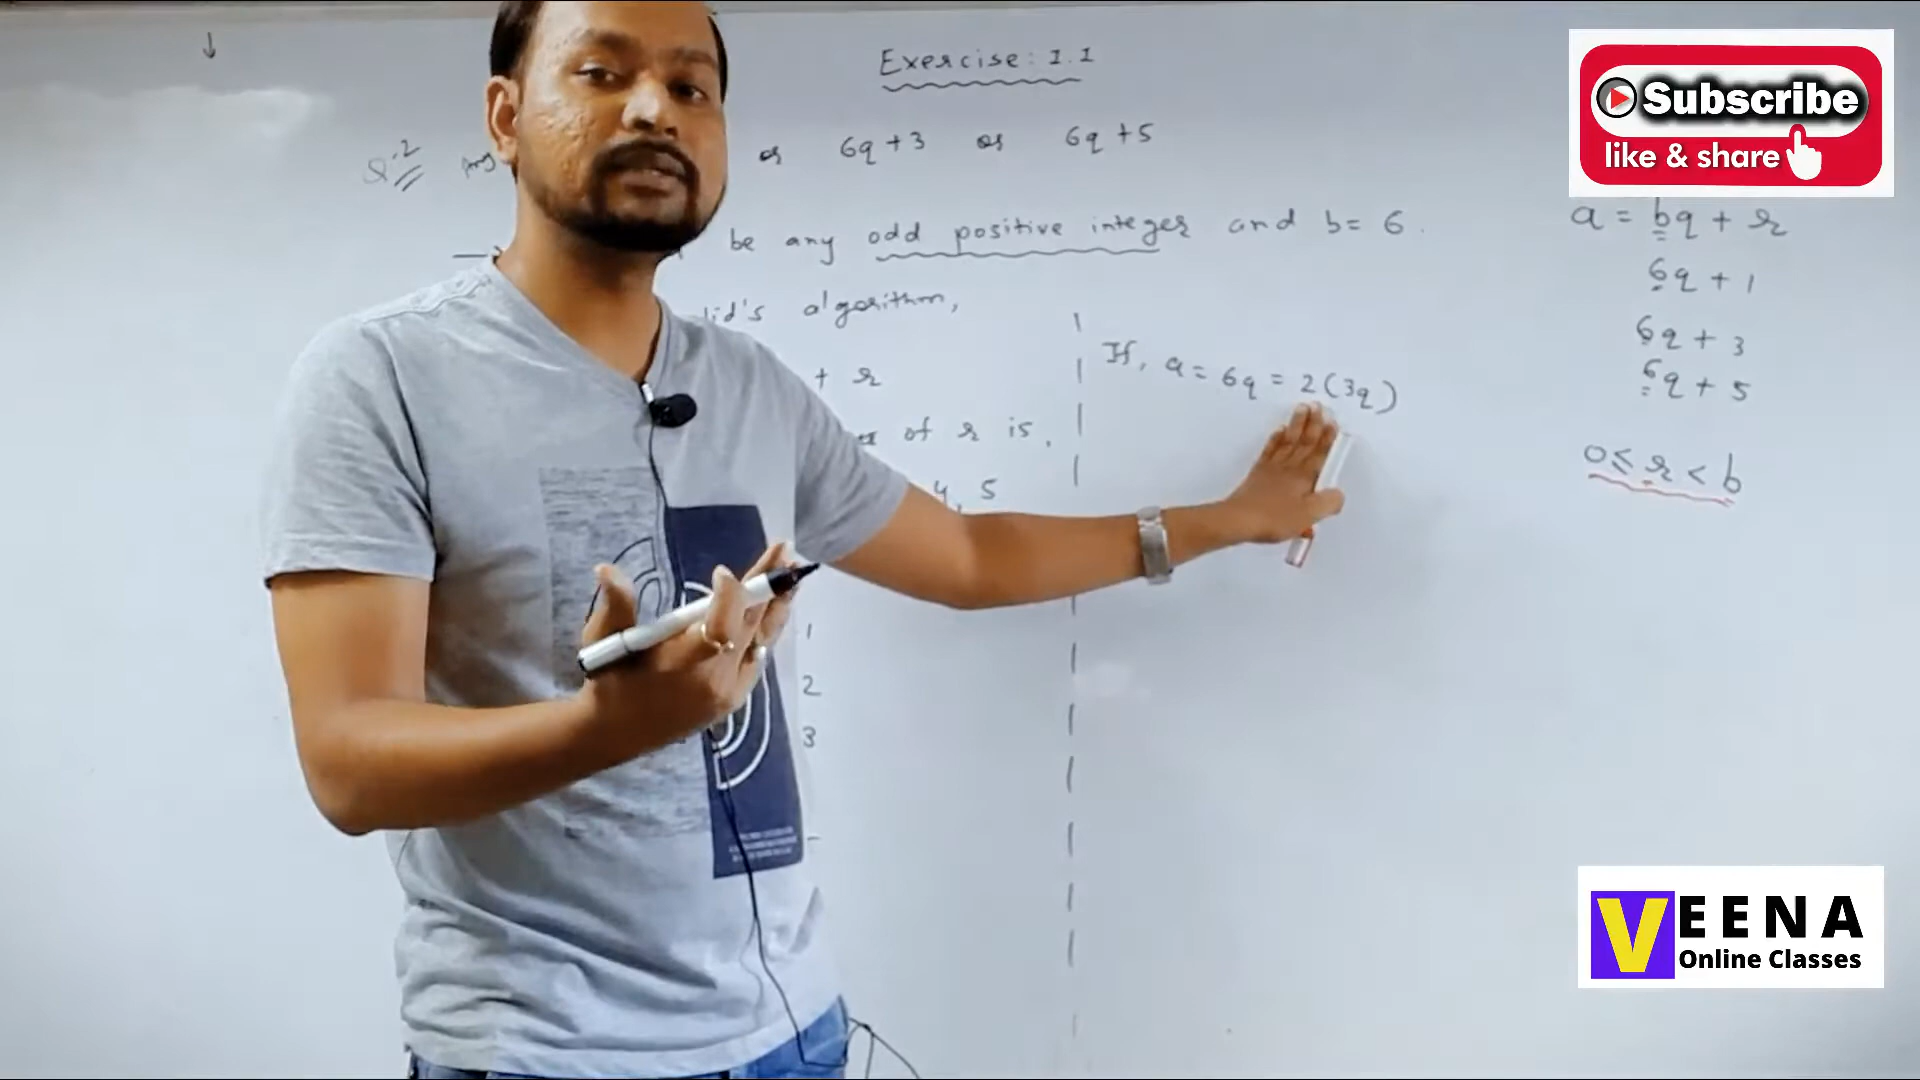 Exercise: 1.1
Q.2 any or 6q + 3 or 6q + 5
be any odd positive integer and b = 6.
lid's algorithm,
+ r
of r is,
4, 5
1
2
3
If, a = 6q = 2(3q)
a = bq + r
6q + 1
6q + 3
6q + 5
0 ≤ r < b
Subscribe
like & share
VEENA
Online Classes